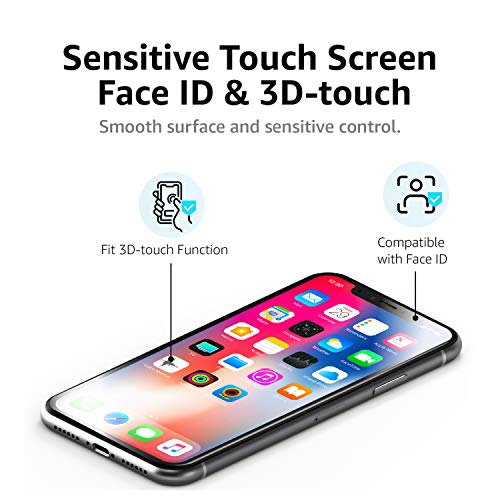 Sensitive Touch Screen
Face ID & 3D-touch
Smooth surface and sensitive control.
Fit 3D-touch Function
Compatible
with Face ID
29